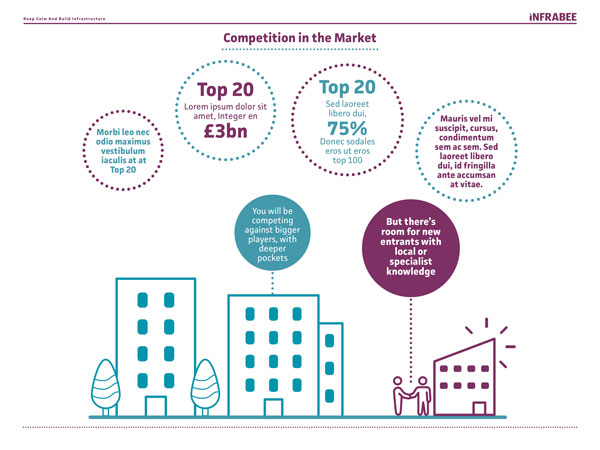 Keep Calm And Build Infrastructure
iNFRABEE
Competition in the Market
Morbi leo nec
odio maximus
vestibulum
iaculis at at
Top 20
Top 20
Lorem ipsum dolor sit
amet, Integer en
£3bn
Top 20
Sed laoreet
libero dui,
75%
Donec sodales
eros ut eros
top 100
Mauris vel mi
suscipit, cursus,
condimentum
sem ac sem. Sed
laoreet libero
dui, id fringilla
ante accumsan
at vitae.
You will be
competing
against bigger
players, with
deeper
pockets
But there's
room for new
entrants with
local or
specialist
knowledge